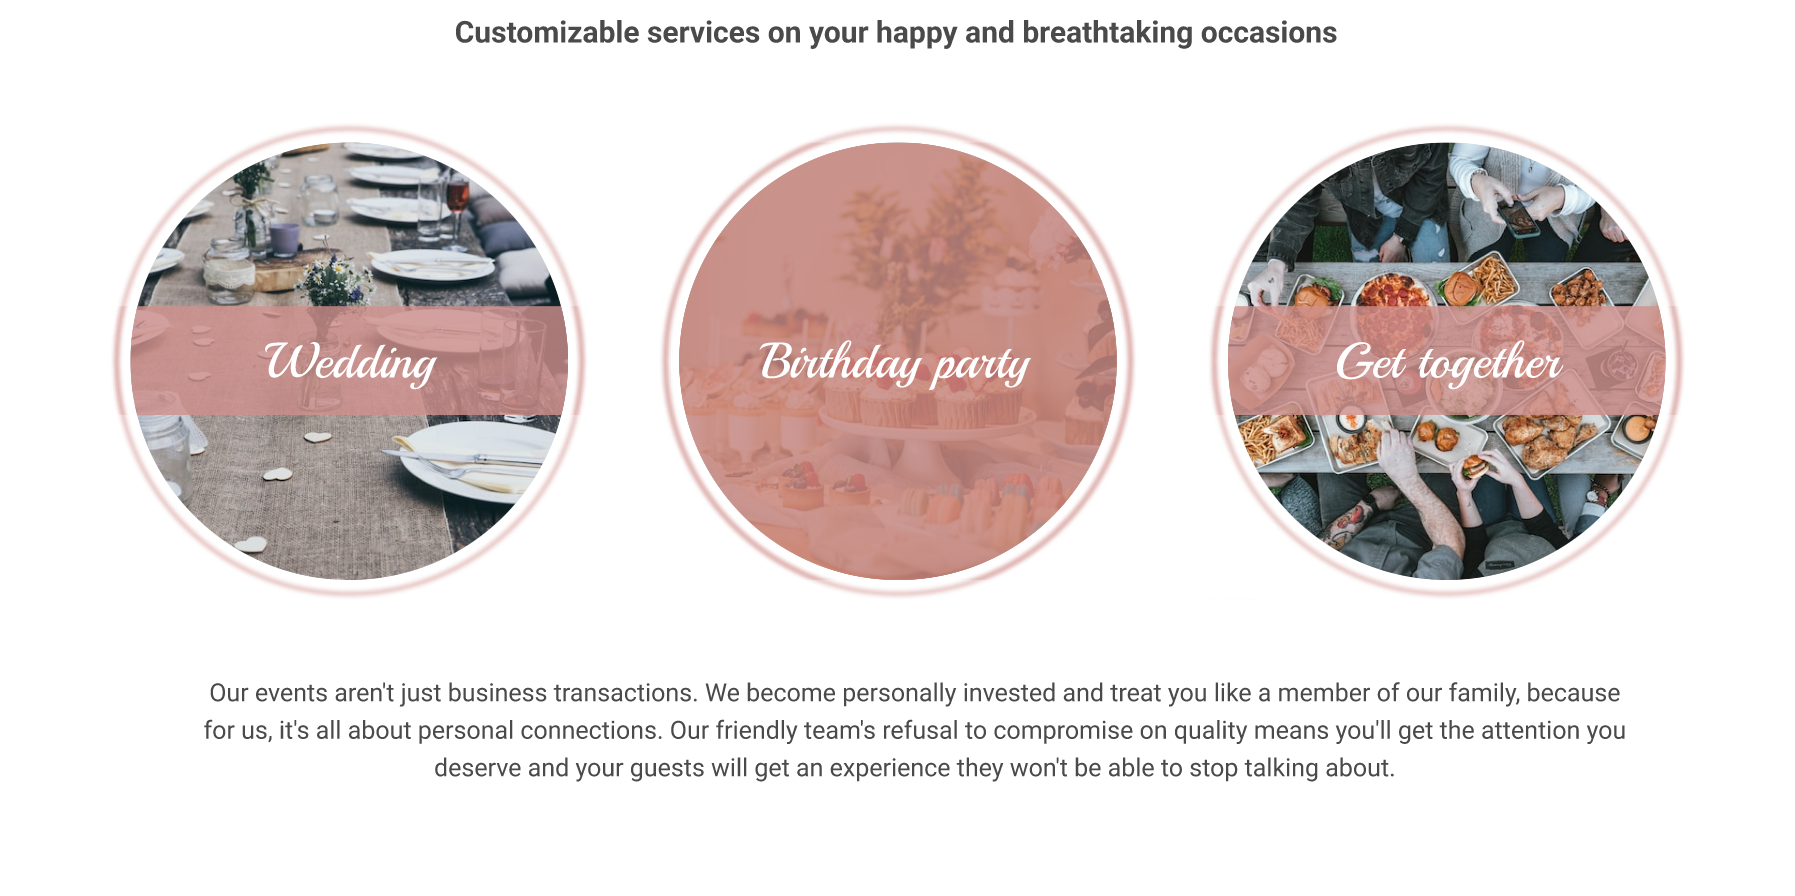 Customizable services on your happy and breathtaking occasions
Wedding
Birthday party
Get together
Our events aren't just business transactions. We become personally invested and treat you like a member of our family, because
for us, it's all about personal connections. Our friendly team's refusal to compromise on quality means you'll get the attention you
deserve and your guests will get an experience they won't be able to stop talking about.